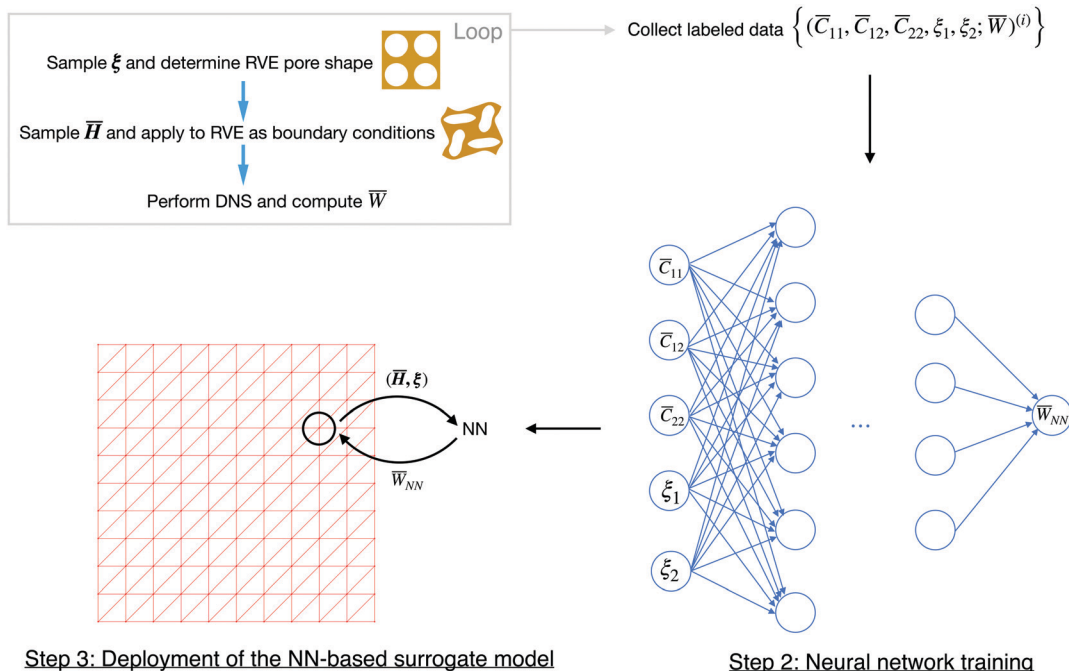 Loop
Sample ξ and determine RVE pore shape
Sample H̅ and apply to RVE as boundary conditions
Perform DNS and compute W̅
Collect labeled data {(C̅₁₁, C̅₁₂, C̅₂₂, ξ₁, ξ₂; W̅)⁽ⁱ⁾}
C̅₁₁
C̅₁₂
C̅₂₂
ξ₁
ξ₂
...
W̅_NN
Step 2: Neural network training
(H̅, ξ)
NN
W̅_NN
Step 3: Deployment of the NN-based surrogate model